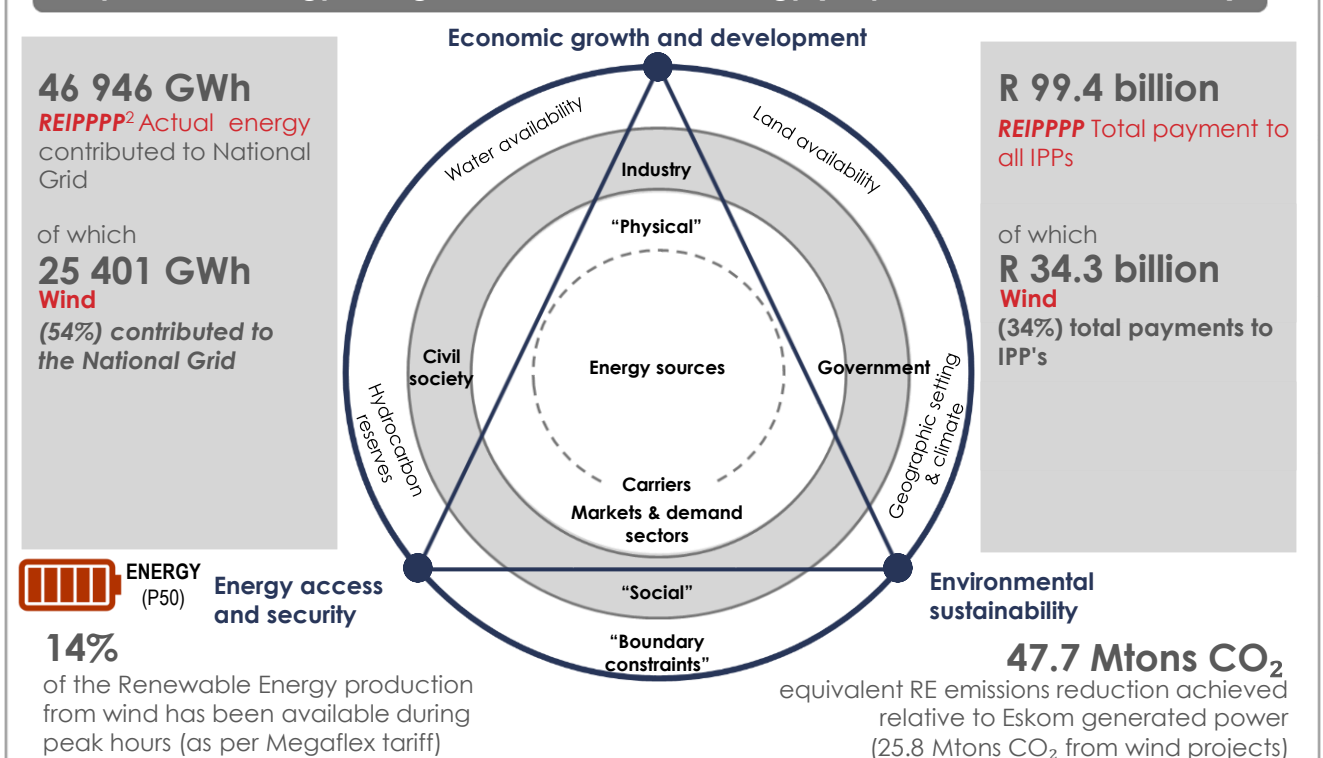 46 946 GWh
REIPPPP² Actual energy
contributed to National
Grid
of which
25 401 GWh
Wind
(54%) contributed to
the National Grid
Economic growth and development
Water availability
Land availability
Industry
“Physical”
Civil
society
Energy sources
Government
Hydrocarbon
reserves
Geographic setting
& climate
Carriers
Markets & demand
sectors
“Social”
“Boundary
constraints”
R 99.4 billion
REIPPPP Total payment to
all IPPs
of which
R 34.3 billion
Wind
(34%) total payments to
IPP's
ENERGY
(P50)
Energy access
and security
14%
of the Renewable Energy production
from wind has been available during
peak hours (as per Megaflex tariff)
Environmental
sustainability
47.7 Mtons CO₂
equivalent RE emissions reduction achieved
relative to Eskom generated power
(25.8 Mtons CO₂ from wind projects)